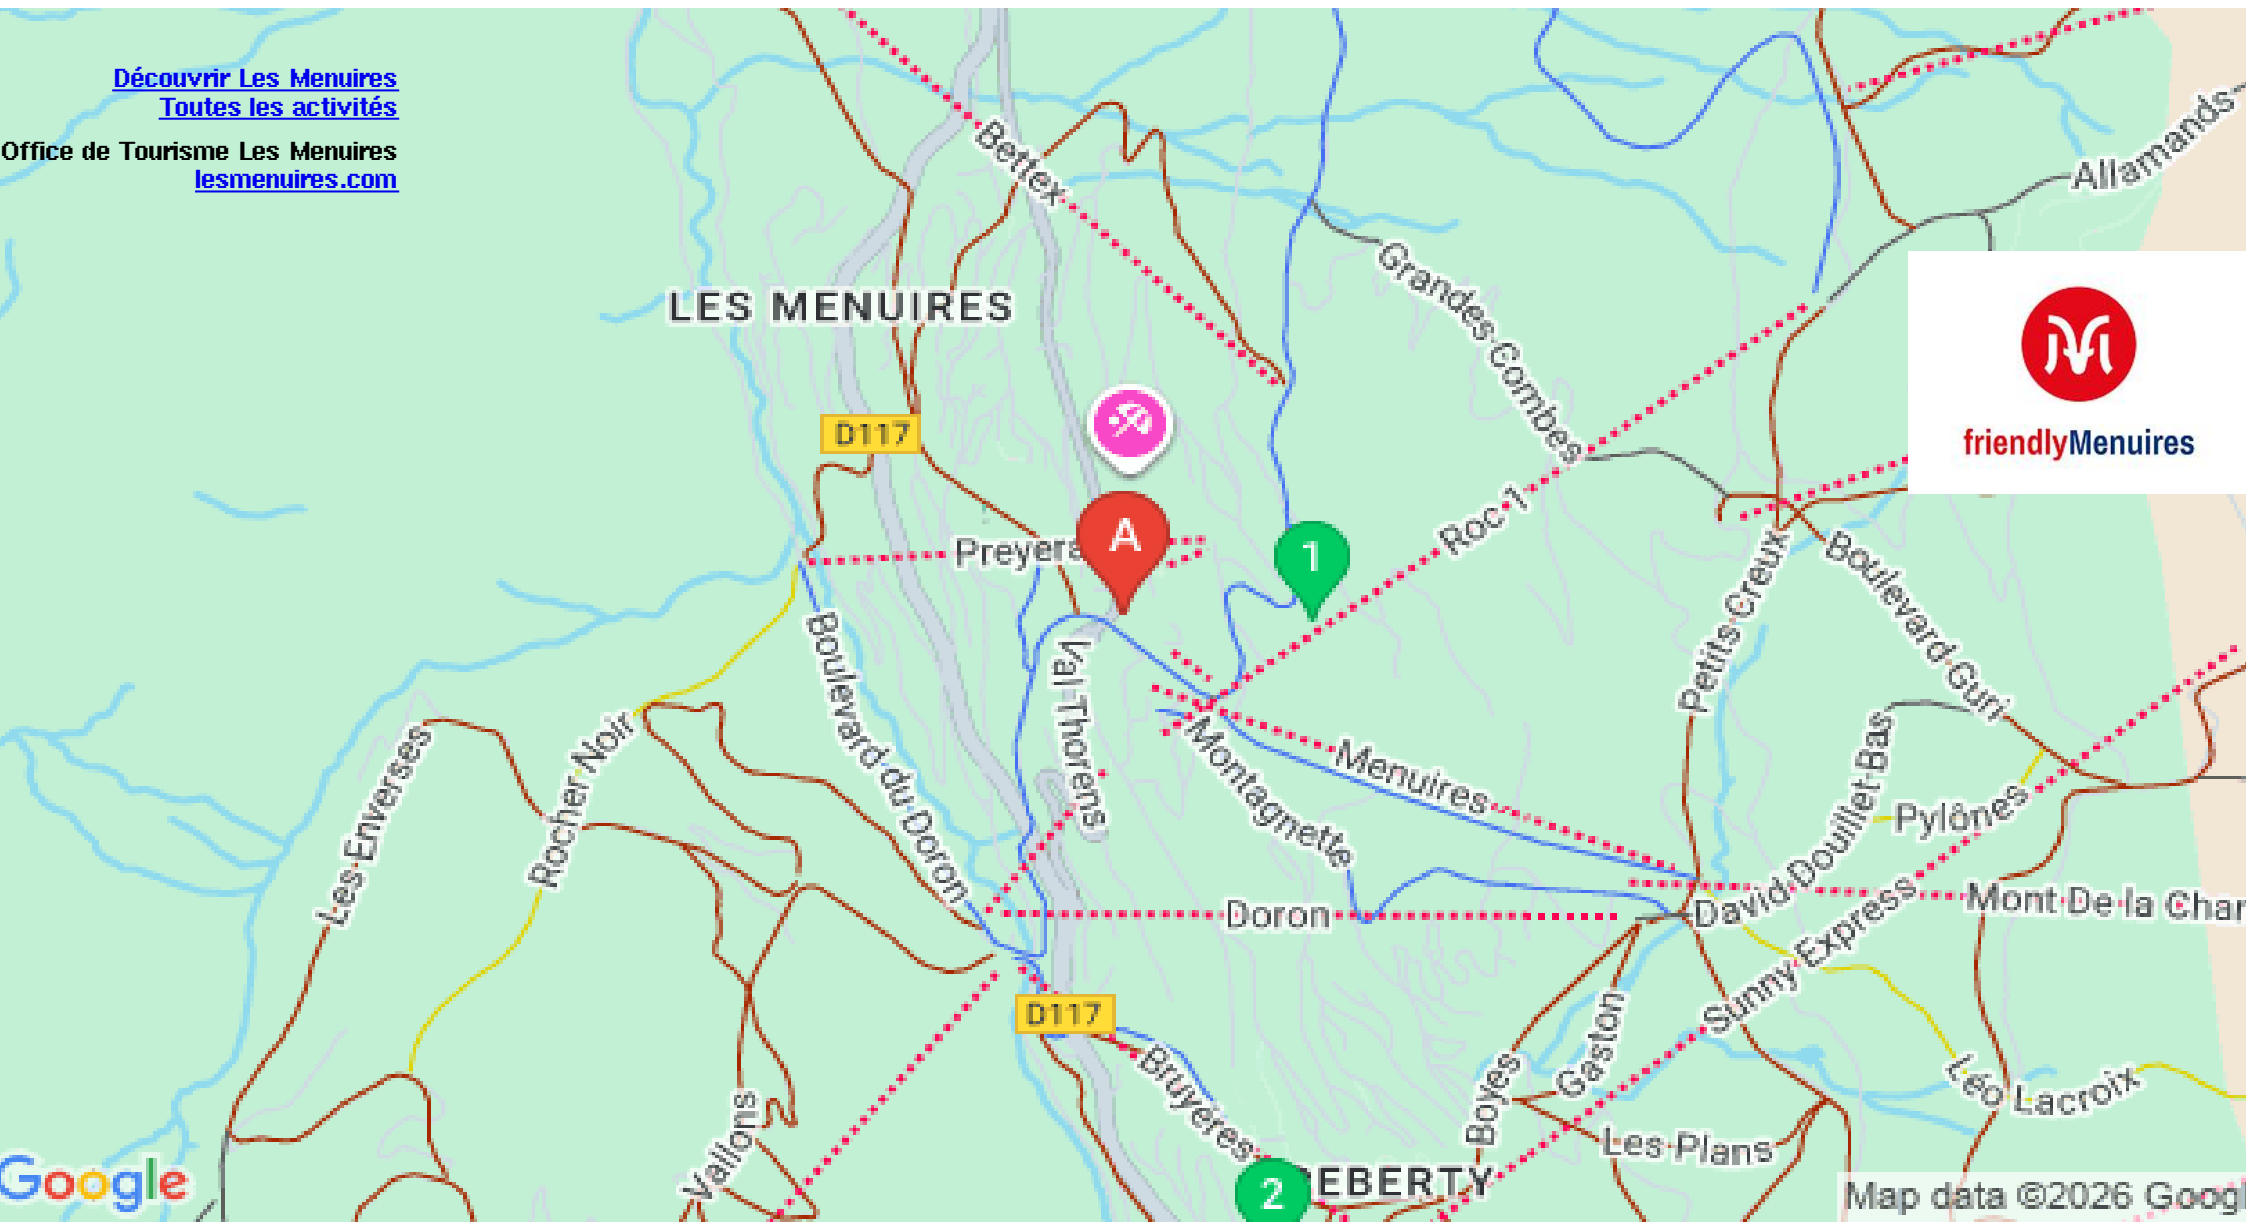 Découvrir Les Menuires
Toutes les activités
Office de Tourisme Les Menuires
lesmenuires.com
Bettex
Allamands
LES MENUIRES
Grandes Combes
friendlyMenuires
D117
A
1
Preyera
Roc 1
Petits Creux
Boulevard Guri
Boulevard du Doron
Val Thorens
Les Enverses
Rocher Noir
Montagnette
Menuires
David Douillet Bas
Pylônes
Doron
Mont De la Char
Sunny Express
D117
Gaston
Bruyères
Boyes
Léo Lacroix
Les Plans
Vallons
2
EBERTY
Google
Map data ©2026 Googl